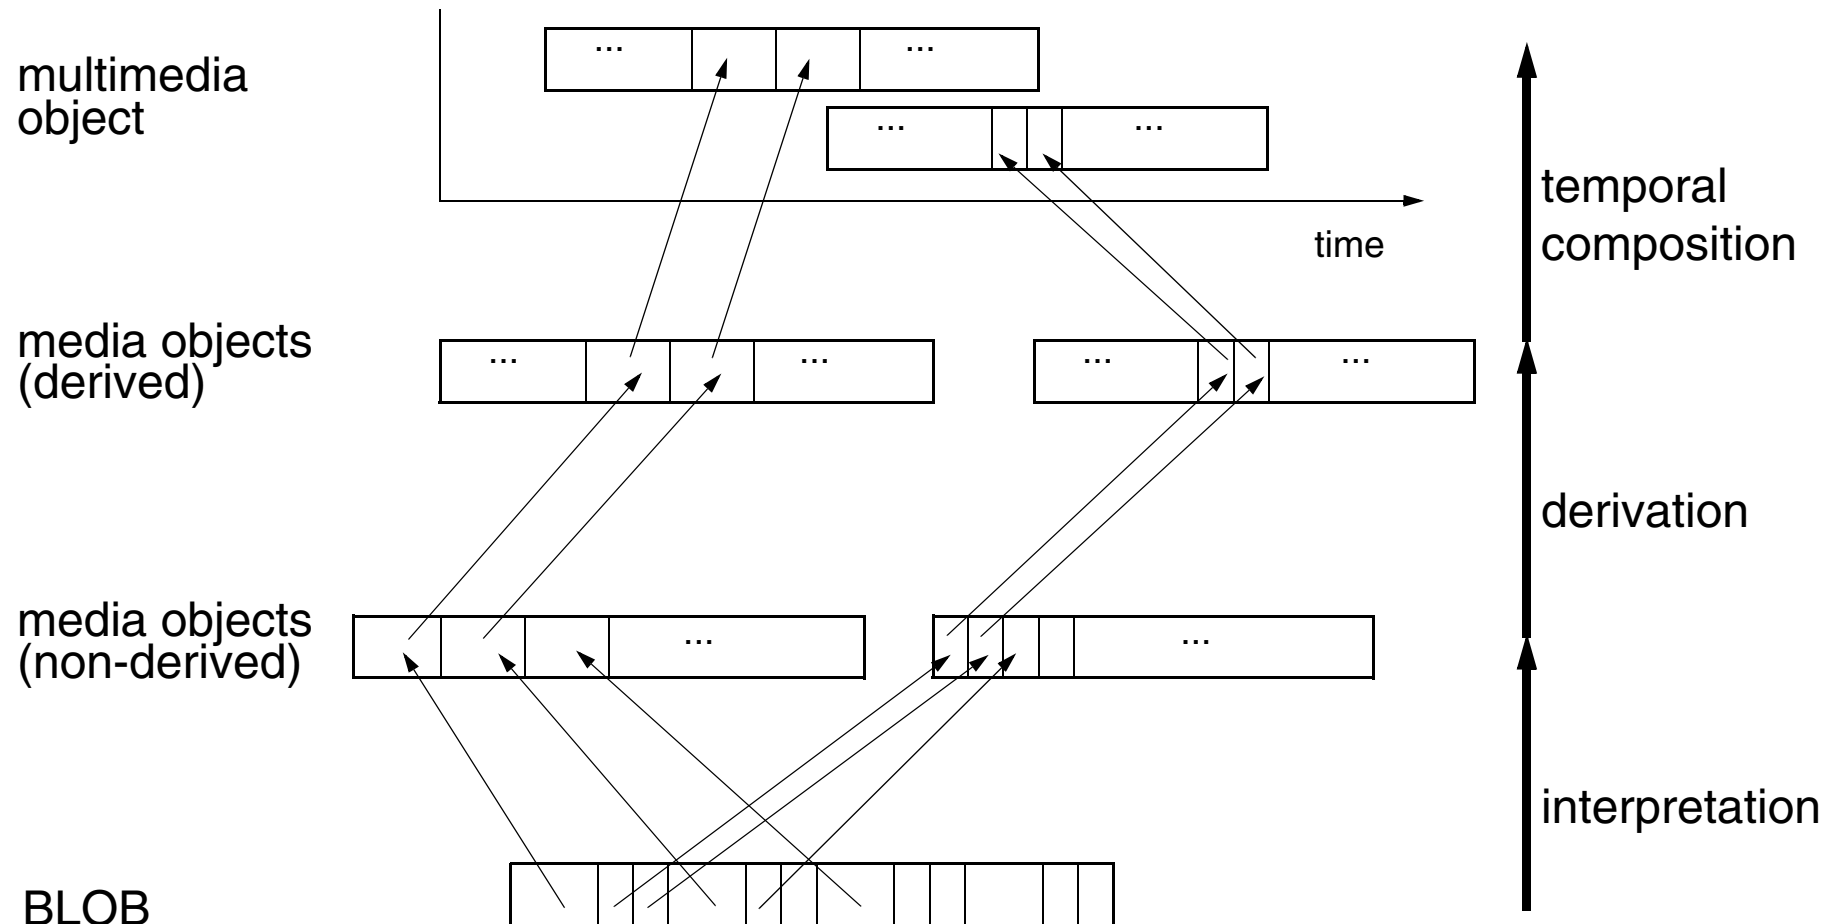 ... ...
multimedia
object
... ...
temporal
composition
time
media objects
(derived)
... ... ... ...
derivation
media objects
(non-derived)
... ...
interpretation
BLOB